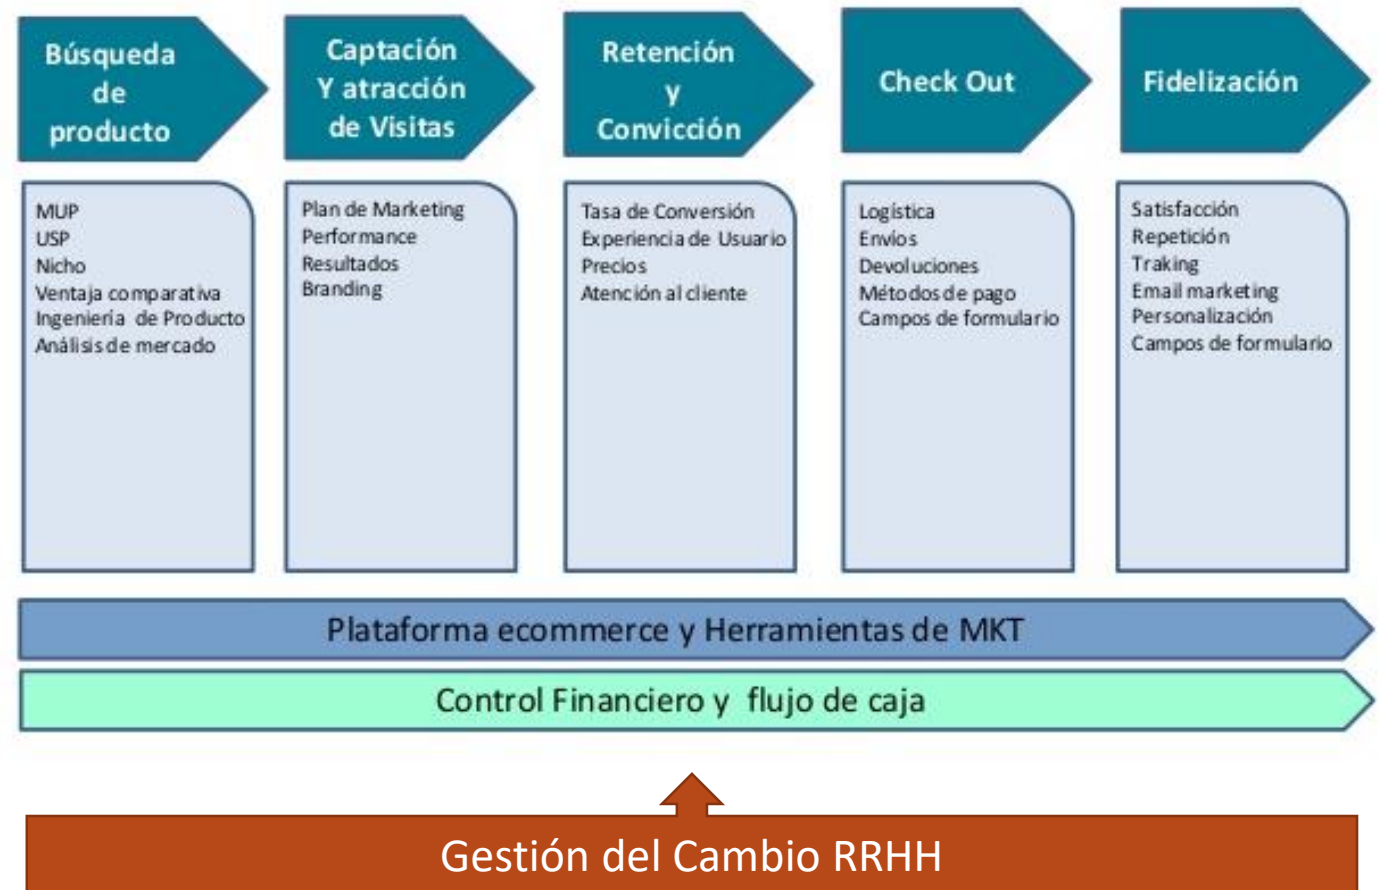 Búsqueda
de
producto
Captación
Y atracción
de Visitas
Retención
y
Convicción
Check Out
Fidelización
MUP
USP
Nicho
Ventaja comparativa
Ingeniería de Producto
Análisis de mercado
Plan de Marketing
Performance
Resultados
Branding
Tasa de Conversión
Experiencia de Usuario
Precios
Atención al cliente
Logística
Envíos
Devoluciones
Métodos de pago
Campos de formulario
Satisfacción
Repetición
Traking
Email marketing
Personalización
Campos de formulario
Plataforma ecommerce y Herramientas de MKT
Control Financiero y flujo de caja
Gestión del Cambio RRHH